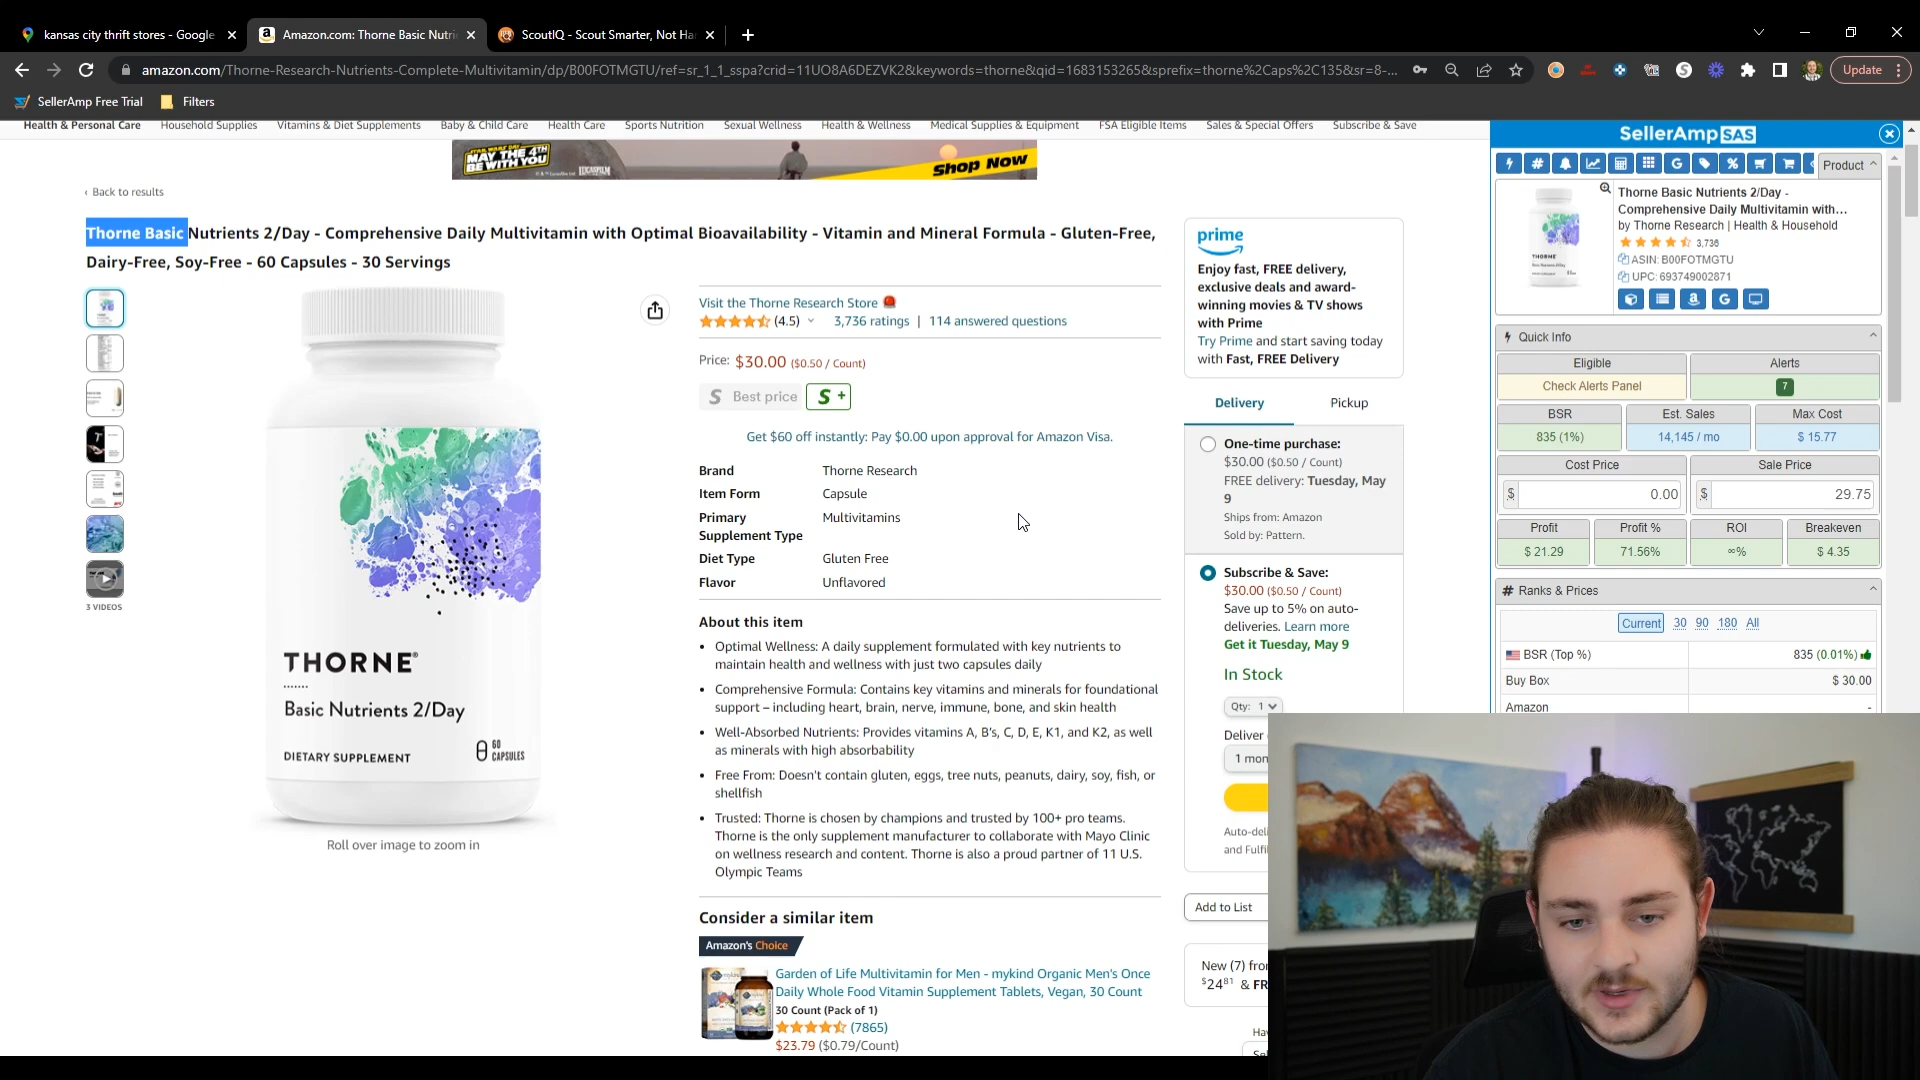 kansas city thrift stores - Google
Amazon.com: Thorne Basic Nutri
ScoutIQ - Scout Smarter, Not Ha
amazon.com/Thorne-Research-Nutrients-Complete-Multivitamin/dp/B00FOTMGTU/ref=sr_1_1_sspa?crid=11UO8A6DEZVK2&keywords=thorne&qid=1683153265&sprefix=thorne%2Caps%2C135&sr=8-...
Update
SellerAmp Free Trial
Filters
Health & Personal Care
Household Supplies
Vitamins & Diet Supplements
Baby & Child Care
Health Care
Sports Nutrition
Sexual Wellness
Health & Wellness
Medical Supplies & Equipment
FSA Eligible Items
Sales & Special Offers
Subscribe & Save
STAR WARS DAY
MAY THE 4TH
BE WITH YOU
LUCASFILM
Shop Now
‹ Back to results
Thorne Basic Nutrients 2/Day - Comprehensive Daily Multivitamin with Optimal Bioavailability - Vitamin and Mineral Formula - Gluten-Free,
Dairy-Free, Soy-Free - 60 Capsules - 30 Servings
3 VIDEOS
THORNE®
Basic Nutrients 2/Day
DIETARY SUPPLEMENT
60
CAPSULES
Roll over image to zoom in
Visit the Thorne Research Store
(4.5)
3,736 ratings | 114 answered questions
Price: $30.00 ($0.50 / Count)
S Best price
S +
Get $60 off instantly: Pay $0.00 upon approval for Amazon Visa.
Brand Thorne Research
Item Form Capsule
Primary Multivitamins
Supplement Type
Diet Type Gluten Free
Flavor Unflavored
About this item
• Optimal Wellness: A daily supplement formulated with key nutrients to
maintain health and wellness with just two capsules daily
• Comprehensive Formula: Contains key vitamins and minerals for foundational
support – including heart, brain, nerve, immune, bone, and skin health
• Well-Absorbed Nutrients: Provides vitamins A, B's, C, D, E, K1, and K2, as well
as minerals with high absorbability
• Free From: Doesn't contain gluten, eggs, tree nuts, peanuts, dairy, soy, fish, or
shellfish
• Trusted: Thorne is chosen by champions and trusted by 100+ pro teams.
Thorne is the only supplement manufacturer to collaborate with Mayo Clinic
on wellness research and content. Thorne is also a proud partner of 11 U.S.
Olympic Teams
Consider a similar item
Amazon's Choice
Garden of Life Multivitamin for Men - mykind Organic Men's Once
Daily Whole Food Vitamin Supplement Tablets, Vegan, 30 Count
30 Count (Pack of 1)
(7865)
$23.79 ($0.79/Count)
prime
Enjoy fast, FREE delivery,
exclusive deals and award-
winning movies & TV shows
with Prime
Try Prime and start saving today
with Fast, FREE Delivery
Delivery
Pickup
One-time purchase:
$30.00 ($0.50 / Count)
FREE delivery: Tuesday, May
9
Ships from: Amazon
Sold by: Pattern.
Subscribe & Save:
$30.00 ($0.50 / Count)
Save up to 5% on auto-
deliveries. Learn more
Get it Tuesday, May 9
In Stock
Qty: 1
Deliver
1 mon
Auto-deli
and Fulfil
Add to List
New (7) from
$24.81 & FR
SellerAmp SAS
Product
Thorne Basic Nutrients 2/Day -
Comprehensive Daily Multivitamin with...
by Thorne Research | Health & Household
3,736
ASIN: B00FOTMGTU
UPC: 693749002871
Quick Info
Eligible
Alerts
Check Alerts Panel
7
BSR
Est. Sales
Max Cost
835 (1%)
14,145 / mo
$ 15.77
Cost Price
Sale Price
$ 0.00
$ 29.75
Profit
Profit %
ROI
Breakeven
$ 21.29
71.56%
∞%
$ 4.35
# Ranks & Prices
Current 30 90 180 All
BSR (Top %)
835 (0.01%)
Buy Box
$ 30.00
Amazon
-